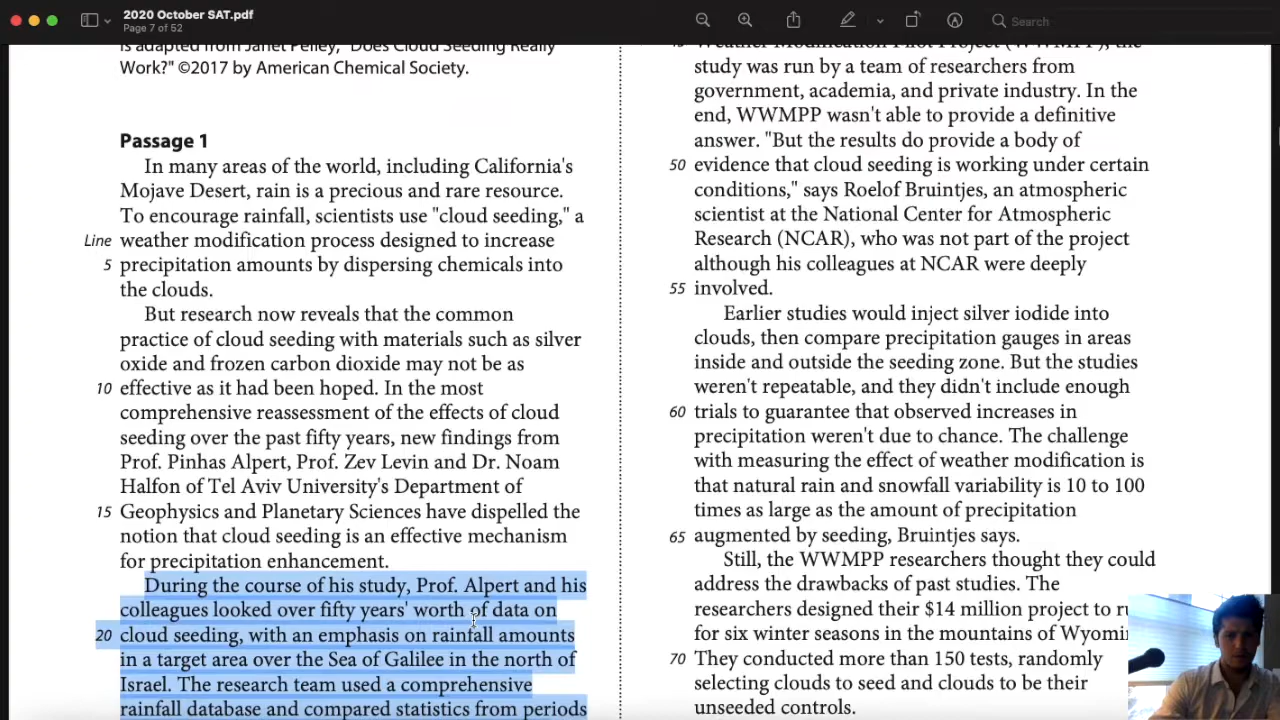 2020 October SAT.pdf
Page 7 of 52
Search
is adapted from Janet Pelley, "Does Cloud Seeding Really
Work?" ©2017 by American Chemical Society.
Passage 1
In many areas of the world, including California's
Mojave Desert, rain is a precious and rare resource.
To encourage rainfall, scientists use "cloud seeding," a
Line weather modification process designed to increase
5 precipitation amounts by dispersing chemicals into
the clouds.
But research now reveals that the common
practice of cloud seeding with materials such as silver
oxide and frozen carbon dioxide may not be as
10 effective as it had been hoped. In the most
comprehensive reassessment of the effects of cloud
seeding over the past fifty years, new findings from
Prof. Pinhas Alpert, Prof. Zev Levin and Dr. Noam
Halfon of Tel Aviv University's Department of
15 Geophysics and Planetary Sciences have dispelled the
notion that cloud seeding is an effective mechanism
for precipitation enhancement.
During the course of his study, Prof. Alpert and his
colleagues looked over fifty years' worth of data on
20 cloud seeding, with an emphasis on rainfall amounts
in a target area over the Sea of Galilee in the north of
Israel. The research team used a comprehensive
rainfall database and compared statistics from periods
Weather Modification Pilot Project (WWMPP), the
study was run by a team of researchers from
government, academia, and private industry. In the
end, WWMPP wasn't able to provide a definitive
answer. "But the results do provide a body of
50 evidence that cloud seeding is working under certain
conditions," says Roelof Bruintjes, an atmospheric
scientist at the National Center for Atmospheric
Research (NCAR), who was not part of the project
although his colleagues at NCAR were deeply
55 involved.
Earlier studies would inject silver iodide into
clouds, then compare precipitation gauges in areas
inside and outside the seeding zone. But the studies
weren't repeatable, and they didn't include enough
60 trials to guarantee that observed increases in
precipitation weren't due to chance. The challenge
with measuring the effect of weather modification is
that natural rain and snowfall variability is 10 to 100
times as large as the amount of precipitation
65 augmented by seeding, Bruintjes says.
Still, the WWMPP researchers thought they could
address the drawbacks of past studies. The
researchers designed their $14 million project to
for six winter seasons in the mountains of
70 They conducted more than 150 tests, randomly
selecting clouds to seed and clouds to be their
unseeded controls.